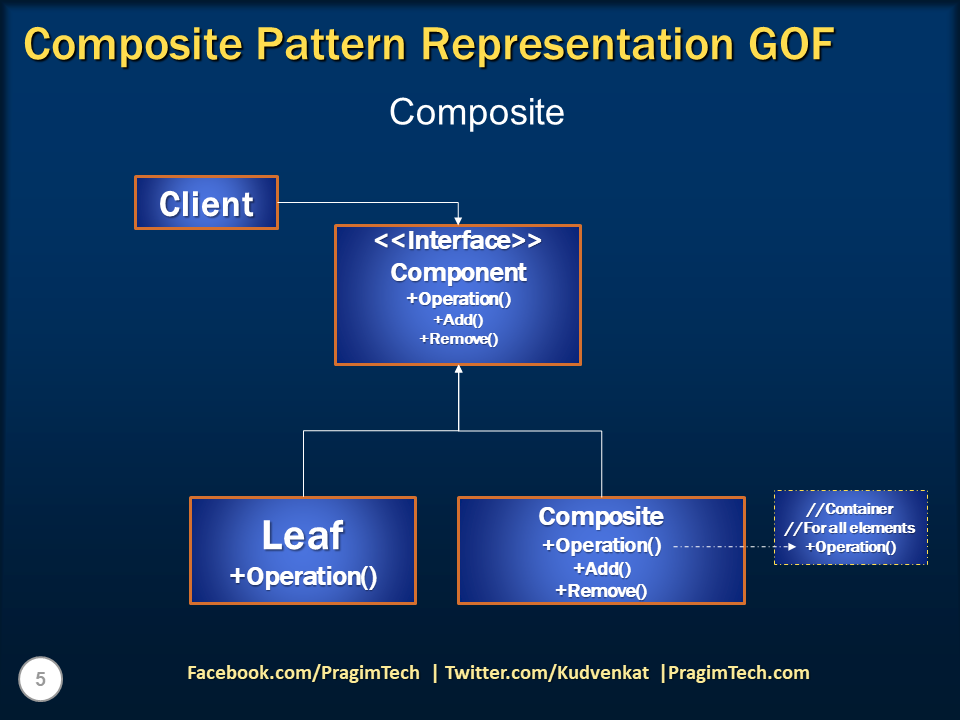 Composite Pattern Representation GOF
Composite
Client
<<Interface>>
Component
+Operation()
+Add()
+Remove()
Leaf
+Operation()
Composite
+Operation()
+Add()
+Remove()
//Container
//For all elements
+Operation()
5
Facebook.com/PragimTech | Twitter.com/Kudvenkat |PragimTech.com